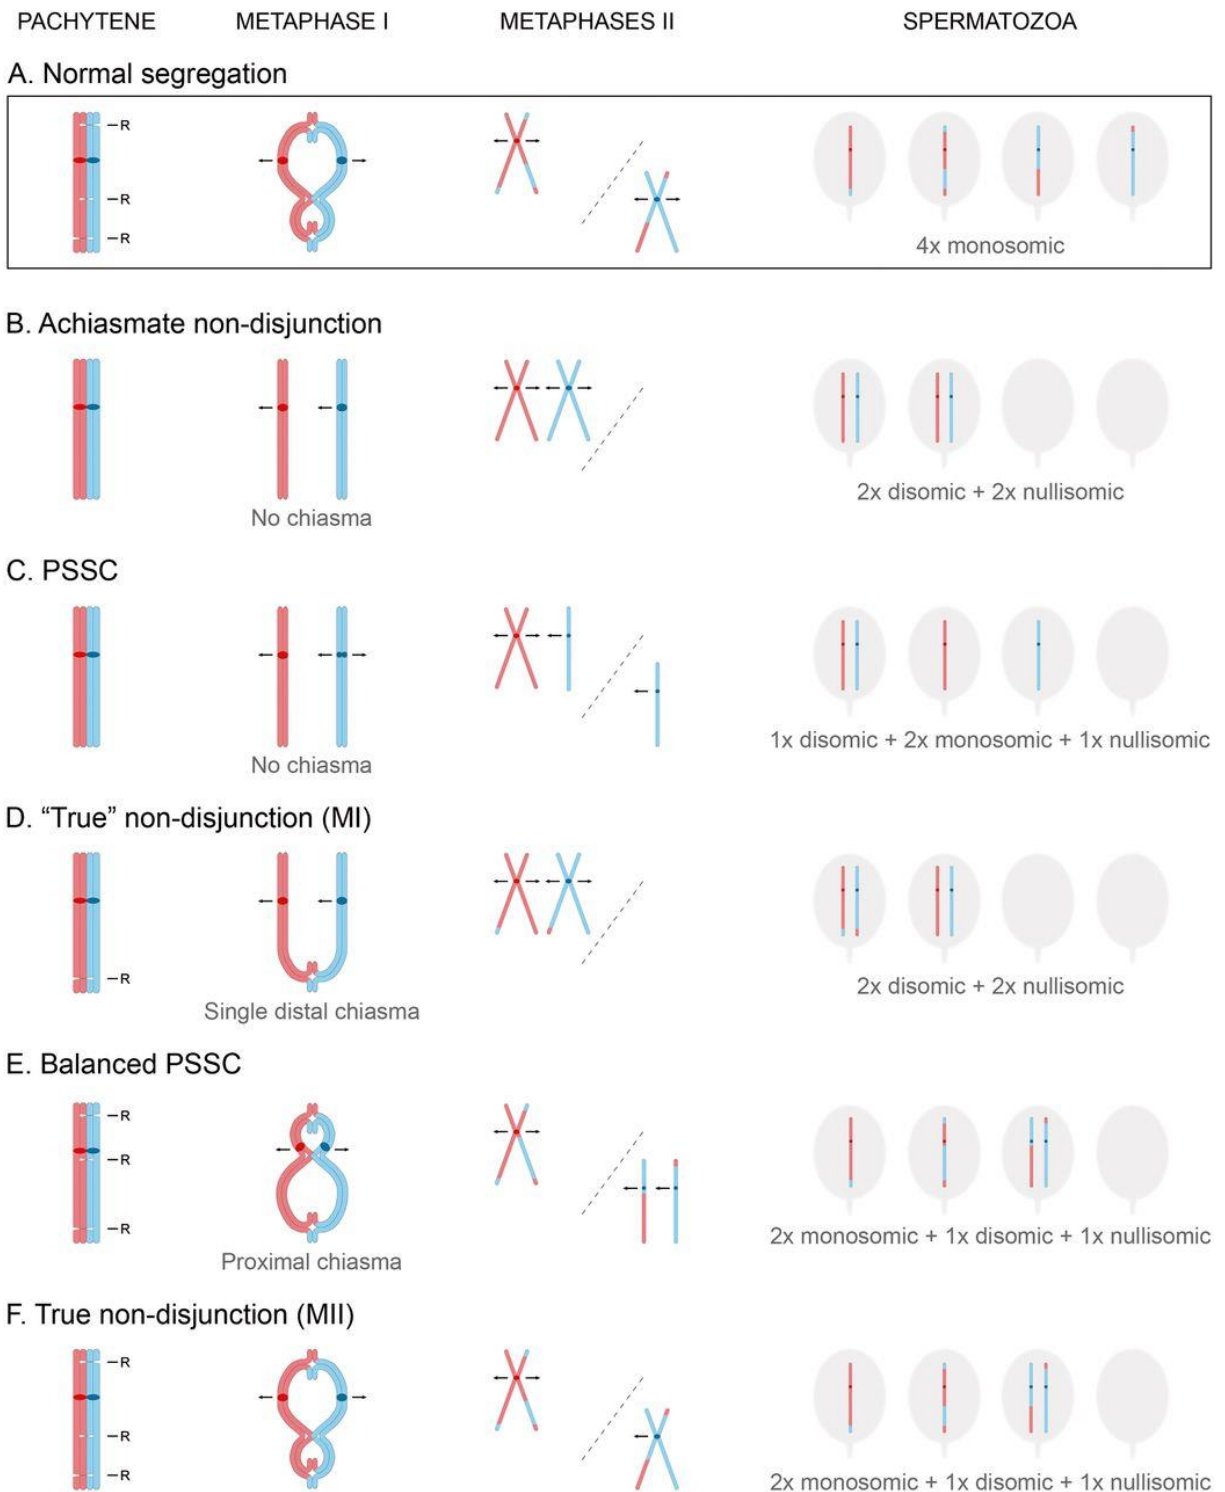 PACHYTENE METAPHASE I METAPHASES II SPERMATOZOA
A. Normal segregation
R
R
R
4x monosomic
B. Achiasmate non-disjunction
No chiasma
2x disomic + 2x nullisomic
C. PSSC
No chiasma
1x disomic + 2x monosomic + 1x nullisomic
D. “True” non-disjunction (MI)
R
Single distal chiasma
2x disomic + 2x nullisomic
E. Balanced PSSC
R
R
R
Proximal chiasma
2x monosomic + 1x disomic + 1x nullisomic
F. True non-disjunction (MII)
R
R
R
2x monosomic + 1x disomic + 1x nullisomic